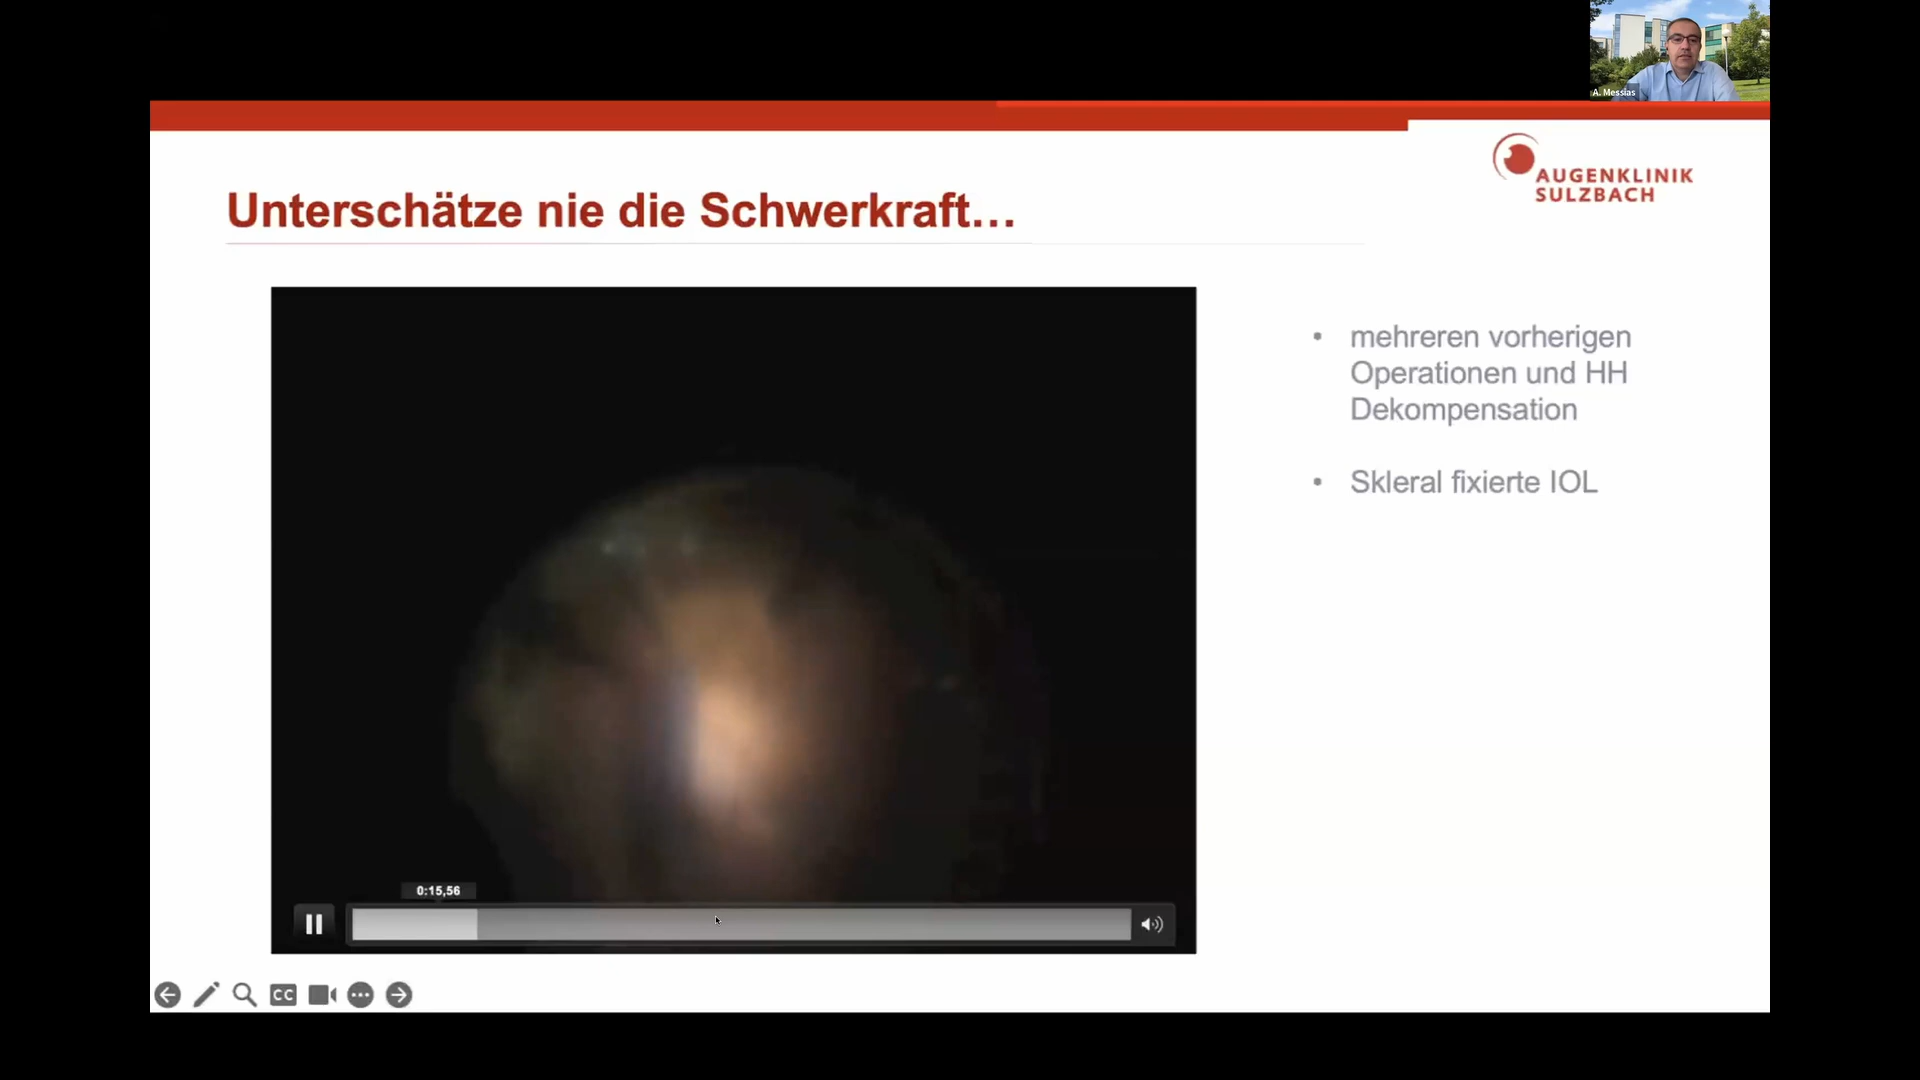 A. Messias
AUGENKLINIK
SULZBACH
Unterschätze nie die Schwerkraft...
• mehreren vorherigen
Operationen und HH
Dekompensation
• Skleral fixierte IOL
0:15,56
CC